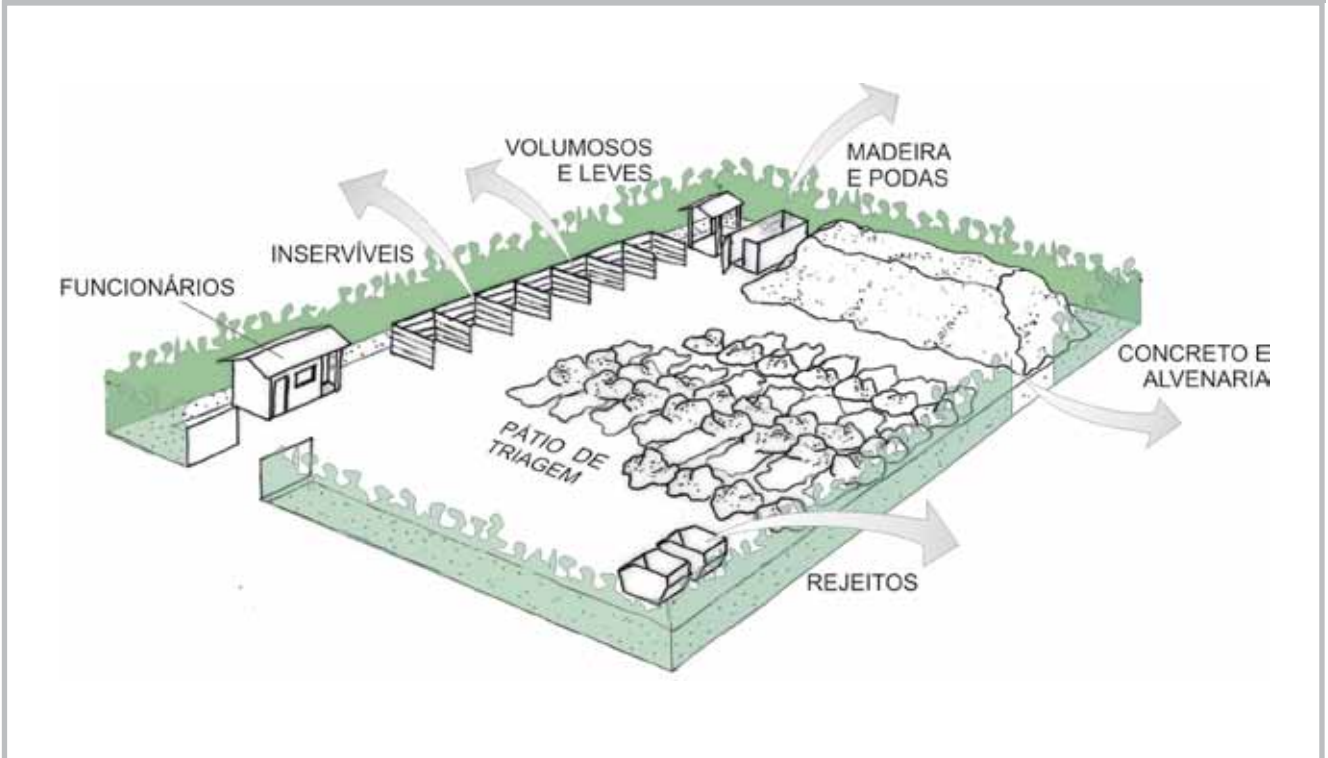 VOLUMOSOS
E LEVES
MADEIRA
E PODAS
INSERVÍVEIS
FUNCIONÁRIOS
CONCRETO E
ALVENARIA
PÁTIO DE
TRIAGEM
REJEITOS